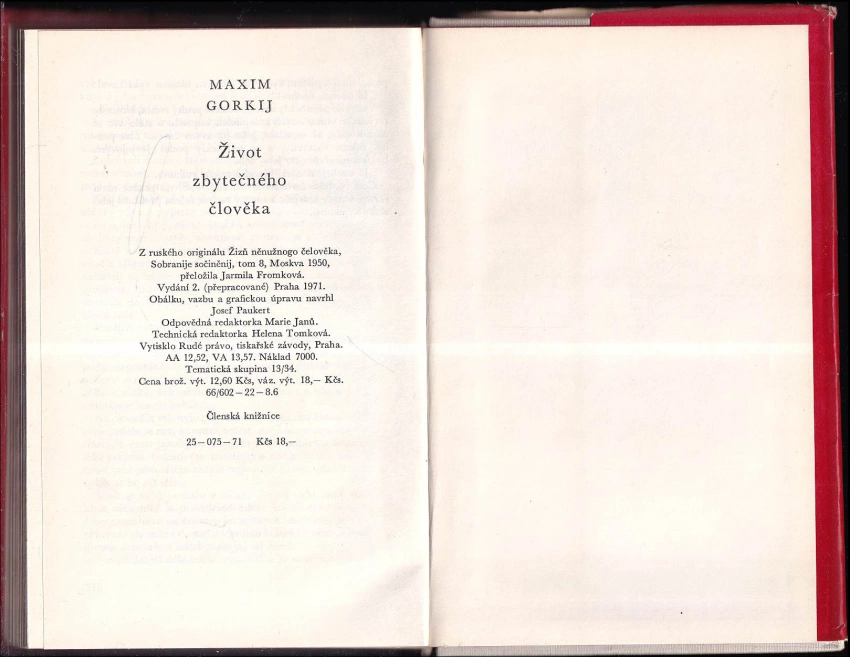 MAXIM
GORKIJ
Život
zbytečného
člověka
Z ruského originálu Žizň něnužnogo čelověka,
Sobranije sočiněnij, tom 8, Moskva 1950,
přeložila Jarmila Fromková.
Vydání 2. (přepracované) Praha 1971.
Obálku, vazbu a grafickou úpravu navrhl
Josef Paukert
Odpovědná redaktorka Marie Janů.
Technická redaktorka Helena Tomková.
Vytisklo Rudé právo, tiskařské závody, Praha.
AA 12,52, VA 13,57. Náklad 7000.
Tematická skupina 13/34.
Cena brož. výt. 12,60 Kčs, váz. výt. 18,— Kčs.
66/602—22—8.6
Členská knižnice
25—075—71 Kčs 18,—